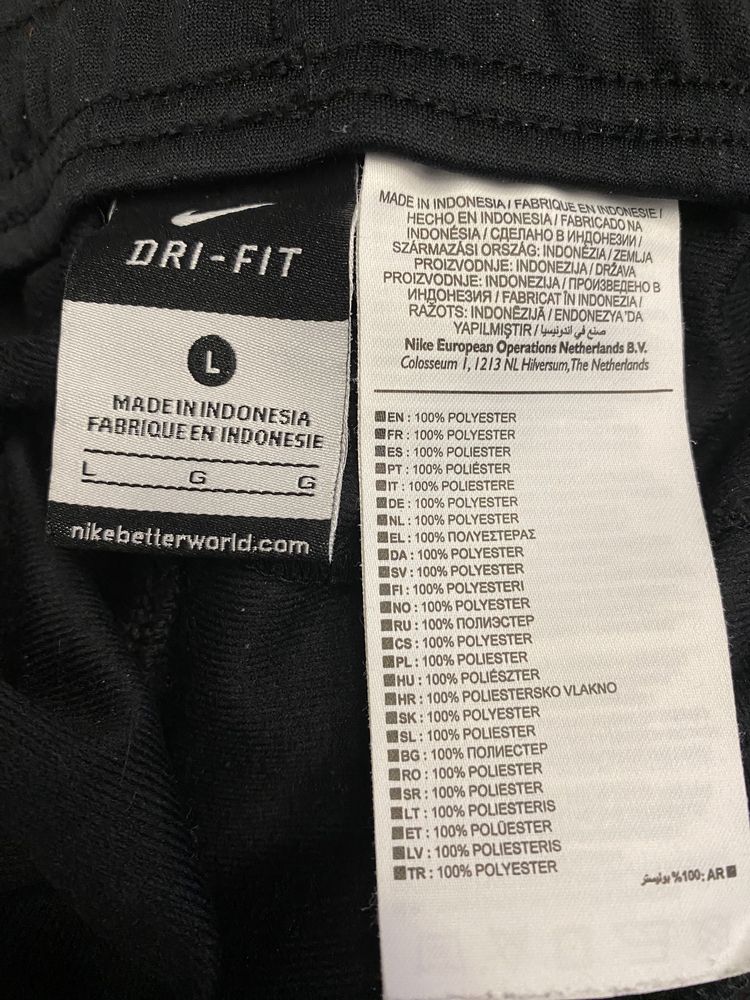 DRI-FIT
L
MADE IN INDONESIA
FABRIQUE EN INDONESIE
L G G
nikebetterworld.com
MADE IN INDONESIA / FABRIQUE EN INDONESIE /
HECHO EN INDONESIA / FABRICADO NA
INDONÉSIA / СДЕЛАНО В ИНДОНЕЗИИ /
SZÁRMAZÁSI ORSZÁG: INDONÉZIA / ZEMLJA
PROIZVODNJE: INDONEZIJA / DRŽAVA
PROIZVODNJE: INDONEZIJA / ПРОИЗВЕДЕНО В
ИНДОНЕЗИЯ / FABRICAT ÎN INDONEZIA /
RAŽOTS: INDONĒZIJĀ / ENDONEZYA'DA
YAPILMIŞTIR / صنع في اندونيسيا
Nike European Operations Netherlands B.V.
Colosseum 1, 1213 NL Hilversum, The Netherlands
EN : 100% POLYESTER
FR : 100% POLYESTER
ES : 100% POLIESTER
PT : 100% POLIÉSTER
IT : 100% POLIESTERE
DE : 100% POLYESTER
NL : 100% POLYESTER
EL : 100% ΠΟΛΥΕΣΤΕΡΑΣ
DA : 100% POLYESTER
SV : 100% POLYESTER
FI : 100% POLYESTERI
NO : 100% POLYESTER
RU : 100% ПОЛИЭСТЕР
CS : 100% POLYESTER
PL : 100% POLIESTER
HU : 100% POLIÉSZTER
HR : 100% POLIESTERSKO VLAKNO
SK : 100% POLYESTER
SL : 100% POLIESTER
BG : 100% ПОЛИЕСТЕР
RO : 100% POLIESTER
SR : 100% POLIESTER
LT : 100% POLIESTERIS
ET : 100% POLÜESTER
LV : 100% POLIESTERIS
TR : 100% POLYESTER
AR :100% بوليستر